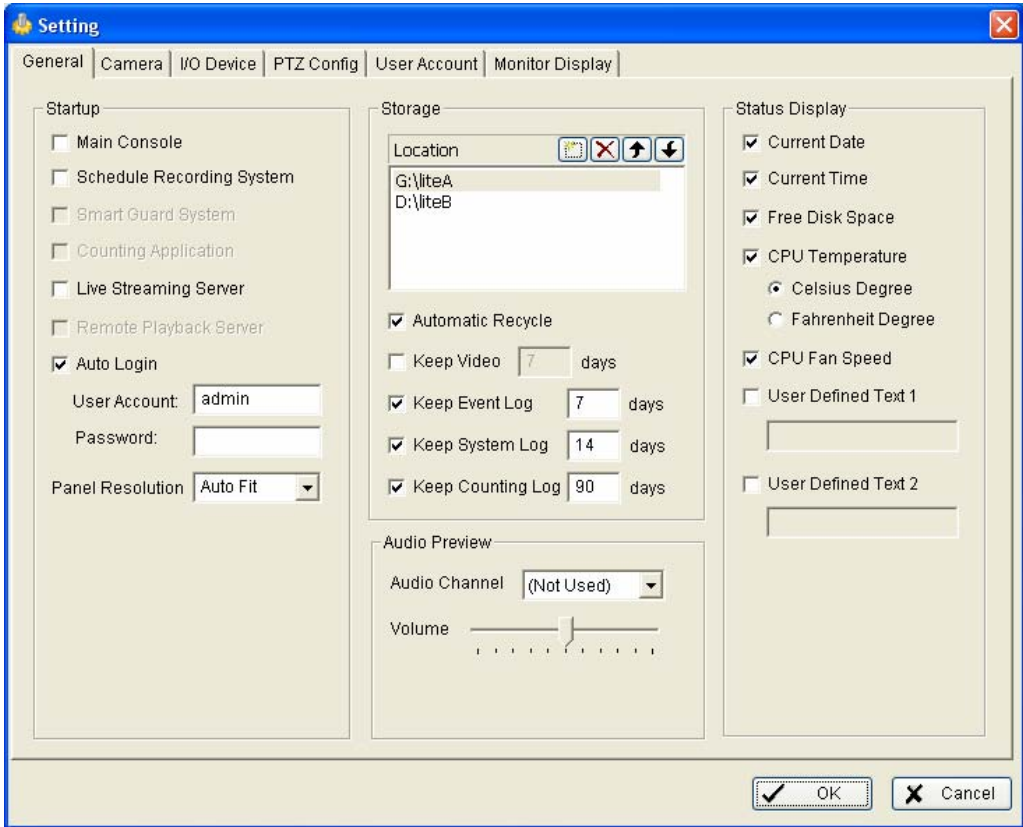 Setting
General Camera I/O Device PTZ Config User Account Monitor Display
Startup
Main Console
Schedule Recording System
Smart Guard System
Counting Application
Live Streaming Server
Remote Playback Server
Auto Login
User Account: admin
Password:
Panel Resolution Auto Fit
Storage
Location
G:\liteA
D:\liteB
Automatic Recycle
Keep Video 7 days
Keep Event Log 7 days
Keep System Log 14 days
Keep Counting Log 90 days
Audio Preview
Audio Channel (Not Used)
Volume
Status Display
Current Date
Current Time
Free Disk Space
CPU Temperature
Celsius Degree
Fahrenheit Degree
CPU Fan Speed
User Defined Text 1
User Defined Text 2
OK Cancel